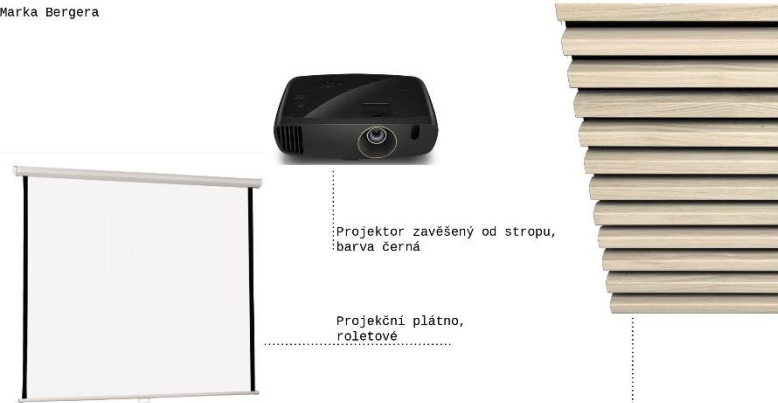 Marka Bergera
Projektor zavěšený od stropu,
barva černá
Projekční plátno,
roletové